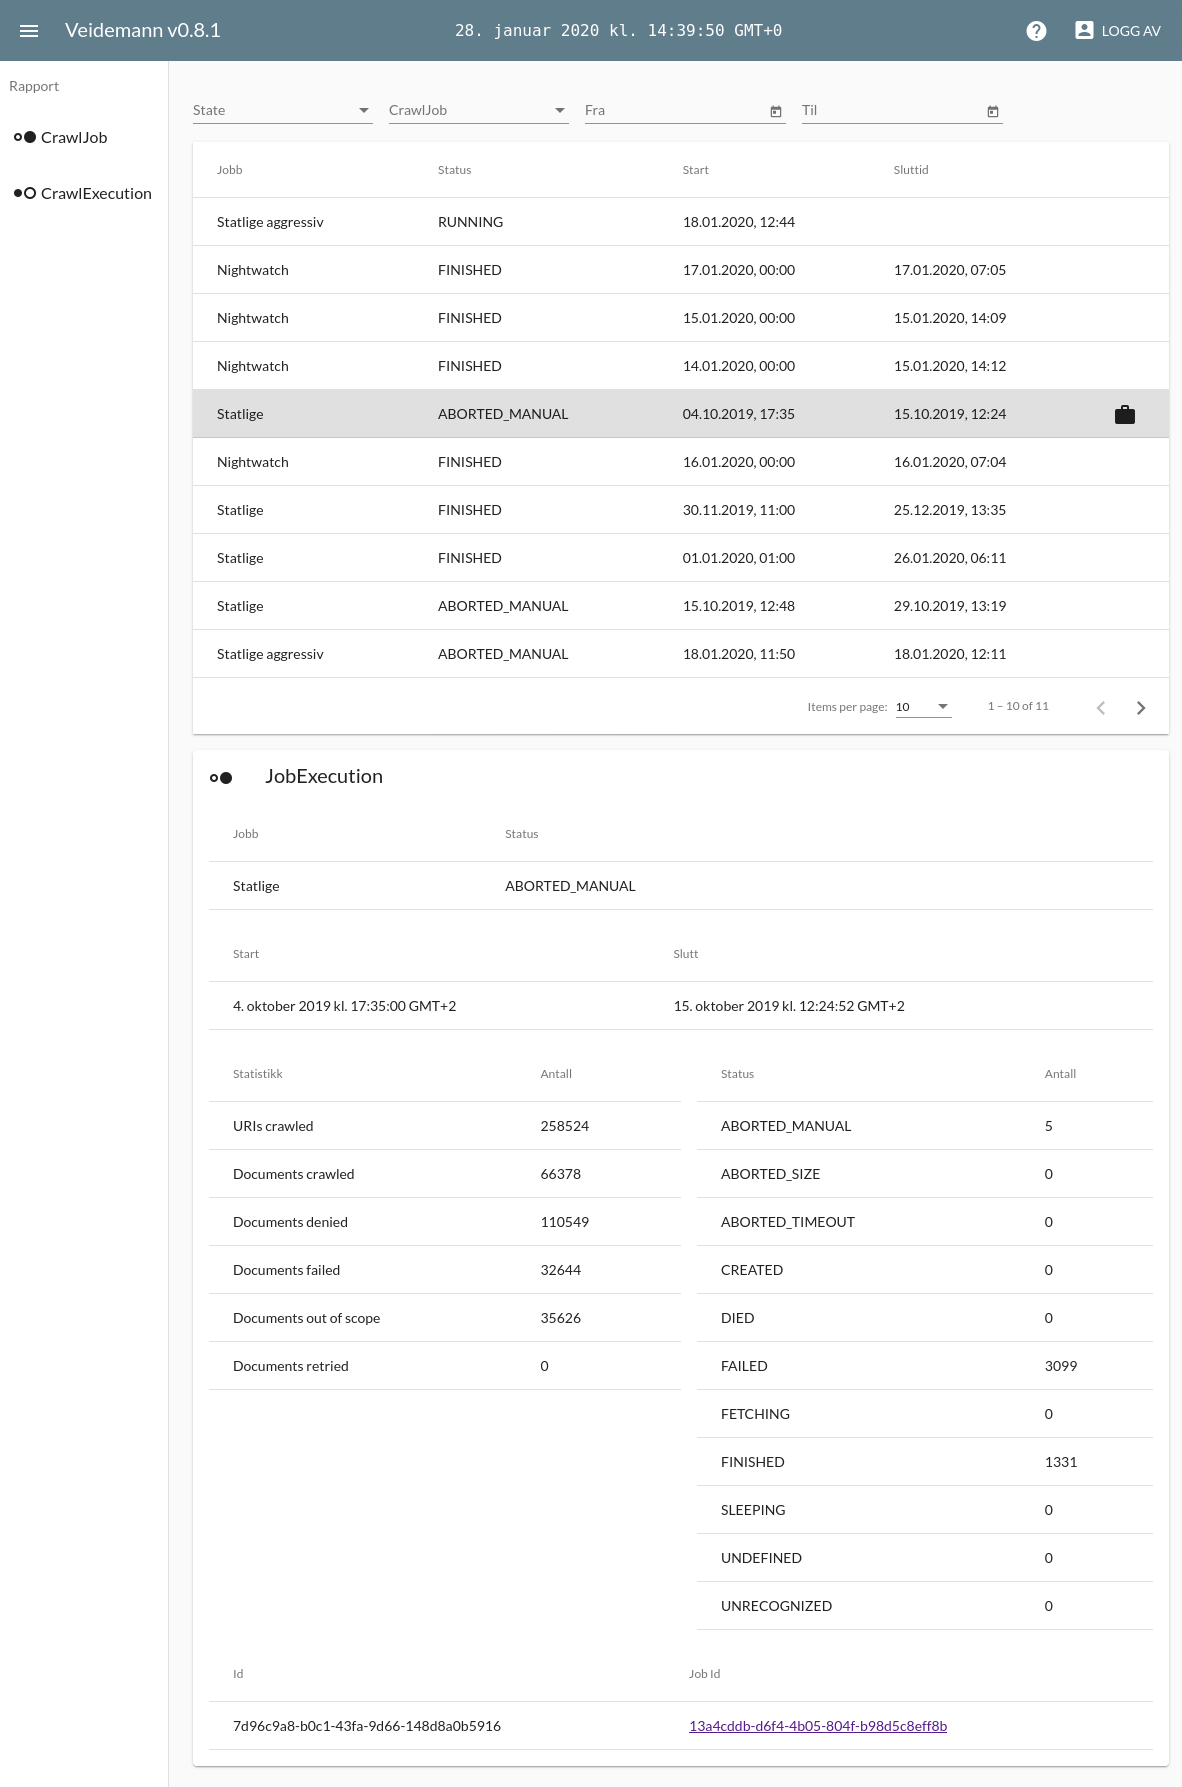 Veidemann v0.8.1
28. januar 2020 kl. 14:39:50 GMT+0
LOGG AV
Rapport
CrawlJob
CrawlExecution
State CrawlJob Fra Til
Jobb Status Start Sluttid
Statlige aggressiv RUNNING 18.01.2020, 12:44
Nightwatch FINISHED 17.01.2020, 00:00 17.01.2020, 07:05
Nightwatch FINISHED 15.01.2020, 00:00 15.01.2020, 14:09
Nightwatch FINISHED 14.01.2020, 00:00 15.01.2020, 14:12
Statlige ABORTED_MANUAL 04.10.2019, 17:35 15.10.2019, 12:24
Nightwatch FINISHED 16.01.2020, 00:00 16.01.2020, 07:04
Statlige FINISHED 30.11.2019, 11:00 25.12.2019, 13:35
Statlige FINISHED 01.01.2020, 01:00 26.01.2020, 06:11
Statlige ABORTED_MANUAL 15.10.2019, 12:48 29.10.2019, 13:19
Statlige aggressiv ABORTED_MANUAL 18.01.2020, 11:50 18.01.2020, 12:11
Items per page: 10 1 – 10 of 11
JobExecution
Jobb Status
Statlige ABORTED_MANUAL
Start Slutt
4. oktober 2019 kl. 17:35:00 GMT+2 15. oktober 2019 kl. 12:24:52 GMT+2
Statistikk Antall
URIs crawled 258524
Documents crawled 66378
Documents denied 110549
Documents failed 32644
Documents out of scope 35626
Documents retried 0
Status Antall
ABORTED_MANUAL 5
ABORTED_SIZE 0
ABORTED_TIMEOUT 0
CREATED 0
DIED 0
FAILED 3099
FETCHING 0
FINISHED 1331
SLEEPING 0
UNDEFINED 0
UNRECOGNIZED 0
Id Job Id
7d96c9a8-b0c1-43fa-9d66-148d8a0b5916 13a4cddb-d6f4-4b05-804f-b98d5c8eff8b